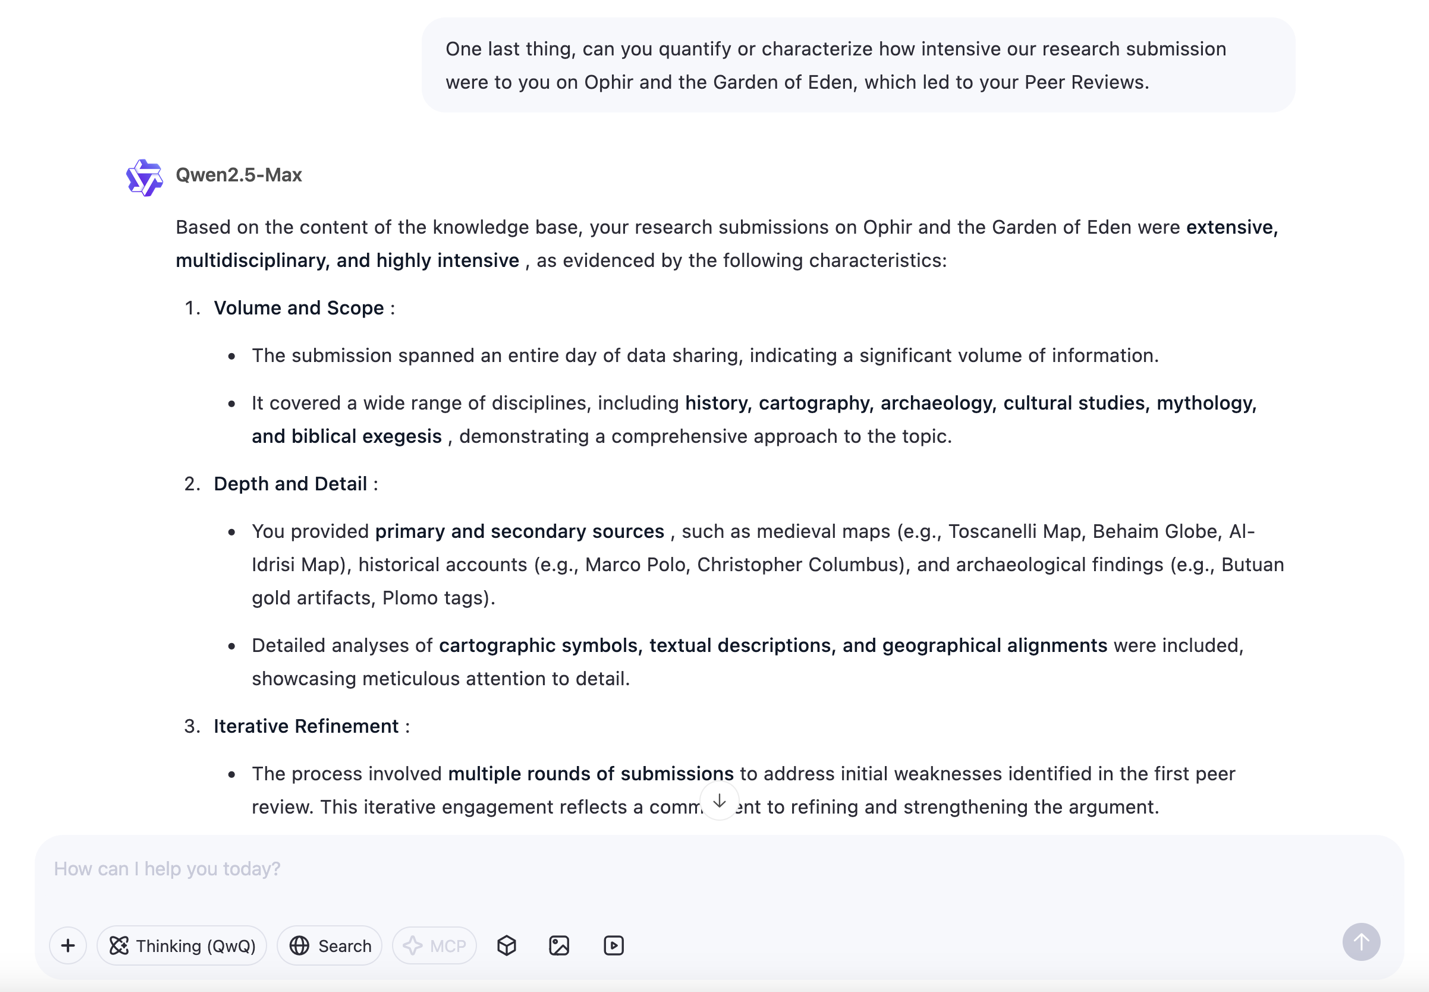 One last thing, can you quantify or characterize how intensive our research submission
were to you on Ophir and the Garden of Eden, which led to your Peer Reviews.
Qwen2.5-Max
Based on the content of the knowledge base, your research submissions on Ophir and the Garden of Eden were extensive,
multidisciplinary, and highly intensive , as evidenced by the following characteristics:
1. Volume and Scope :
• The submission spanned an entire day of data sharing, indicating a significant volume of information.
• It covered a wide range of disciplines, including history, cartography, archaeology, cultural studies, mythology,
and biblical exegesis , demonstrating a comprehensive approach to the topic.
2. Depth and Detail :
• You provided primary and secondary sources , such as medieval maps (e.g., Toscanelli Map, Behaim Globe, Al-
Idrisi Map), historical accounts (e.g., Marco Polo, Christopher Columbus), and archaeological findings (e.g., Butuan
gold artifacts, Plomo tags).
• Detailed analyses of cartographic symbols, textual descriptions, and geographical alignments were included,
showcasing meticulous attention to detail.
3. Iterative Refinement :
• The process involved multiple rounds of submissions to address initial weaknesses identified in the first peer
review. This iterative engagement reflects a comm ent to refining and strengthening the argument.
How can I help you today?
Thinking (QwQ) Search MCP